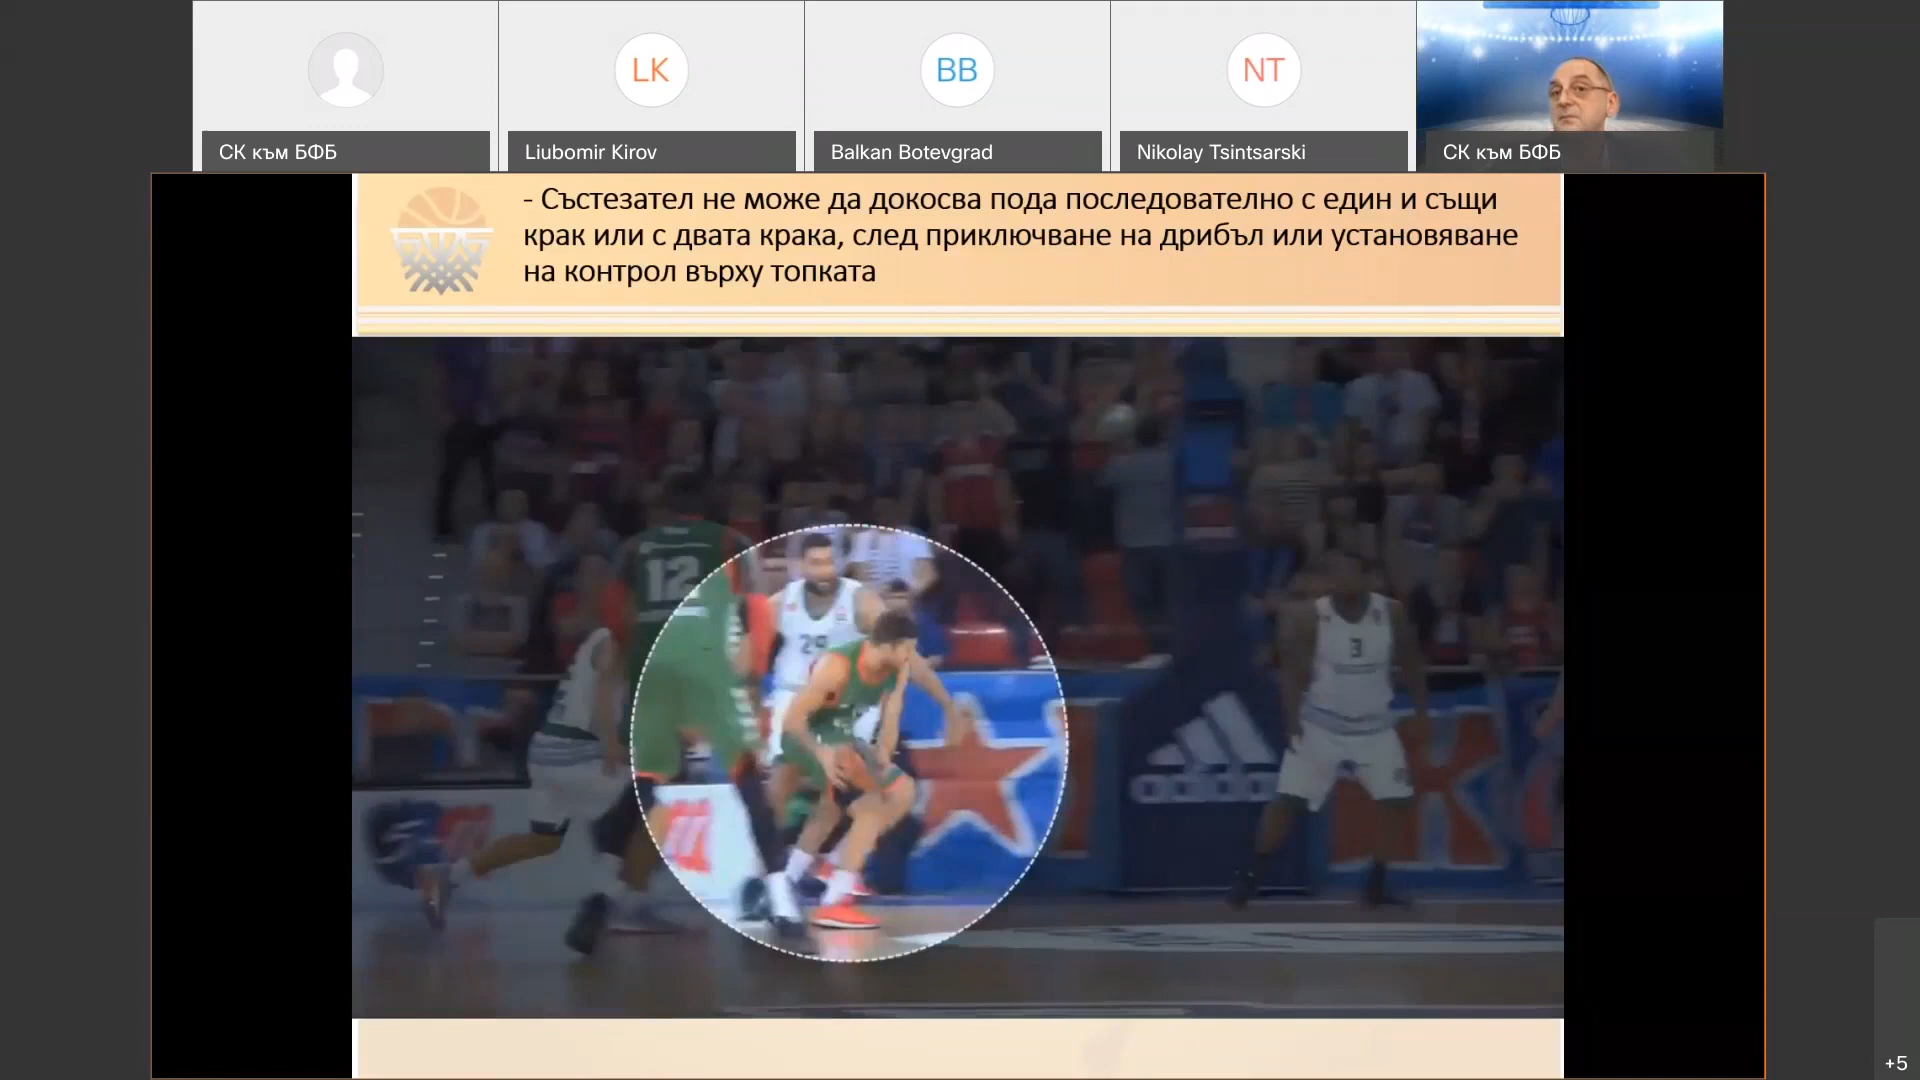 LK
BB
NT
СК към БФБ
Liubomir Kirov
Balkan Botevgrad
Nikolay Tsintsarski
СК към БФБ
- Състезател не може да докосва пода последователно с един и същи
крак или с двата крака, след приключване на дрибъл или установяване
на контрол върху топката
12
29
3
adidas
+5